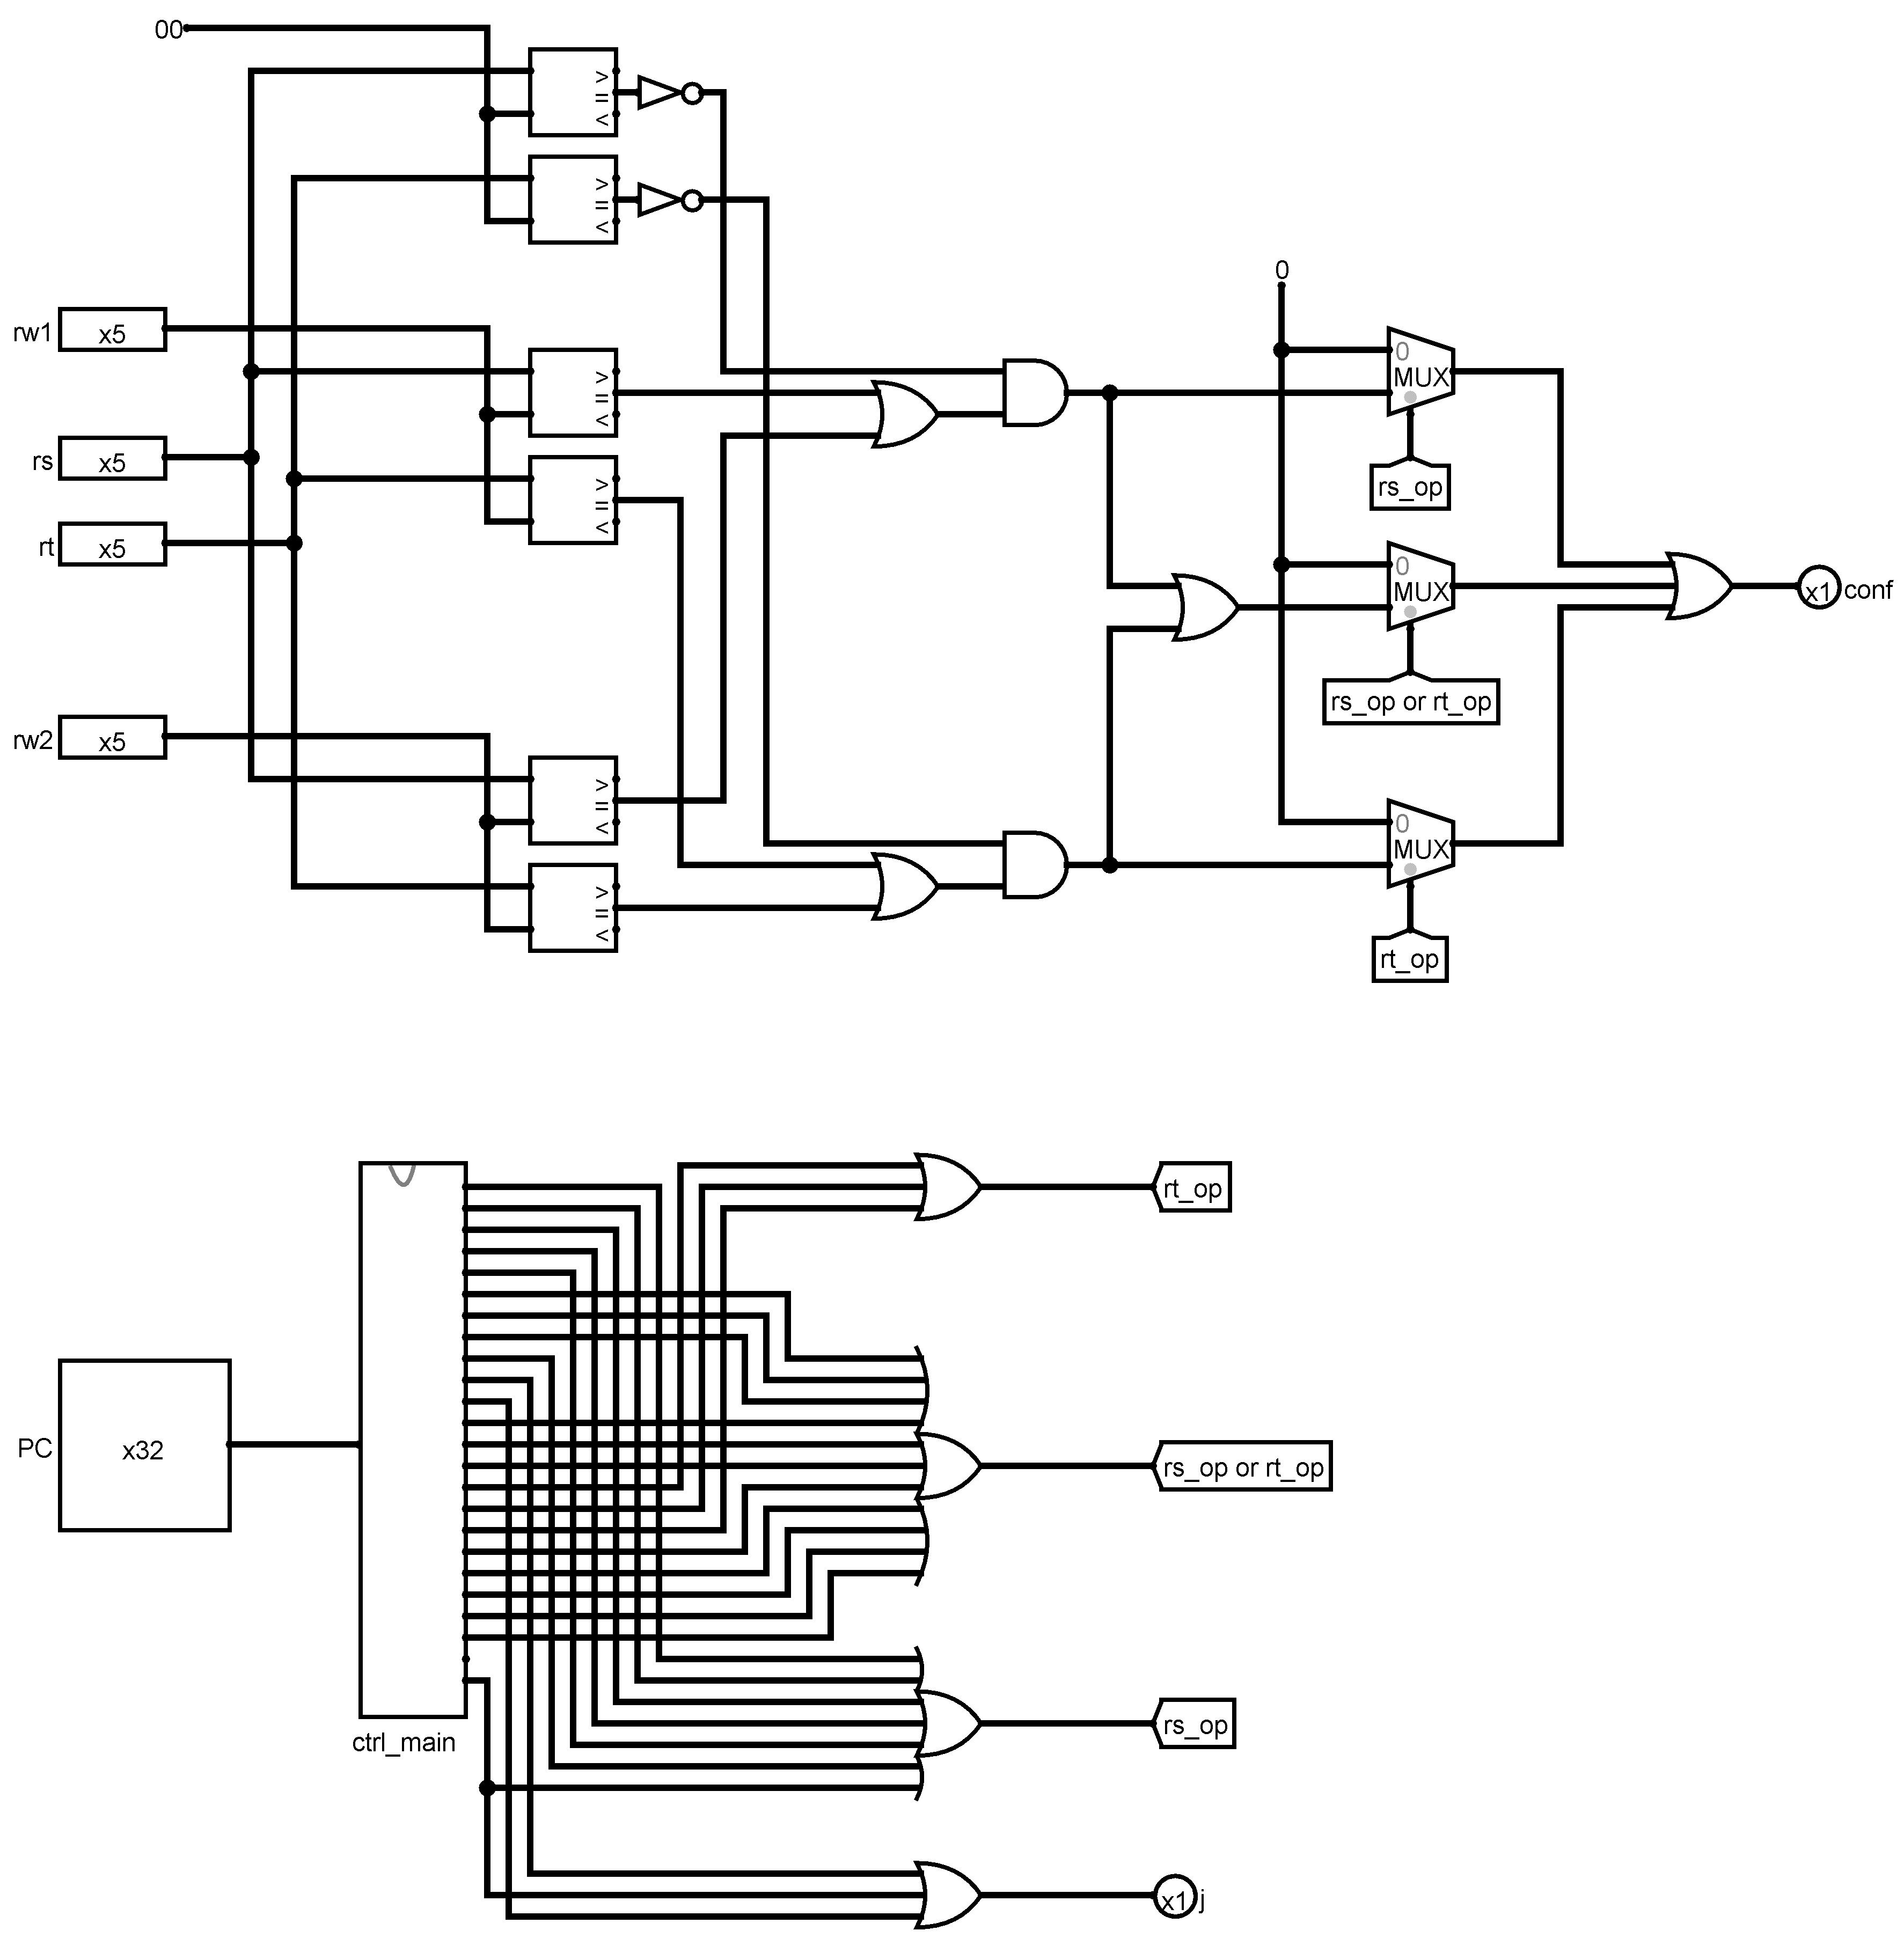 00
>
=
<
>
=
<
0
rw1 x5
>
=
<
0
MUX
rs x5
rs_op
>
=
<
rt x5
0
MUX
x1 conf
rs_op or rt_op
rw2 x5
>
=
<
0
MUX
>
=
<
rt_op
rt_op
PC x32
rs_op or rt_op
ctrl_main
rs_op
x1 j